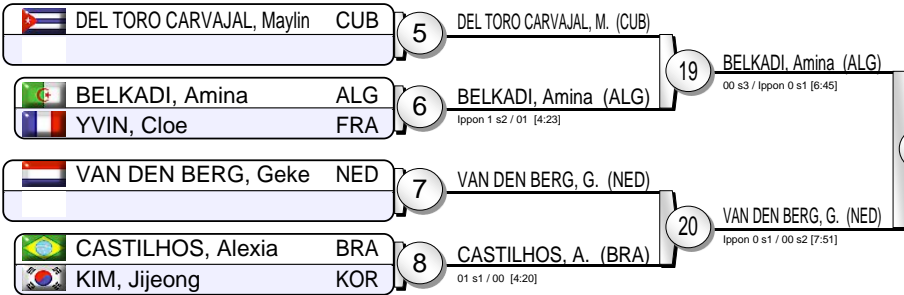 DEL TORO CARVAJAL, Maylin CUB
5
DEL TORO CARVAJAL, M. (CUB)
BELKADI, Amina ALG
YVIN, Cloe FRA
6
BELKADI, Amina (ALG)
Ippon 1 s2 / 01 [4:23]
19
BELKADI, Amina (ALG)
00 s3 / Ippon 0 s1 [6:45]
VAN DEN BERG, Geke NED
7
VAN DEN BERG, G. (NED)
CASTILHOS, Alexia BRA
KIM, Jijeong KOR
8
CASTILHOS, A. (BRA)
01 s1 / 00 [4:20]
20
VAN DEN BERG, G. (NED)
Ippon 0 s1 / 00 s2 [7:51]